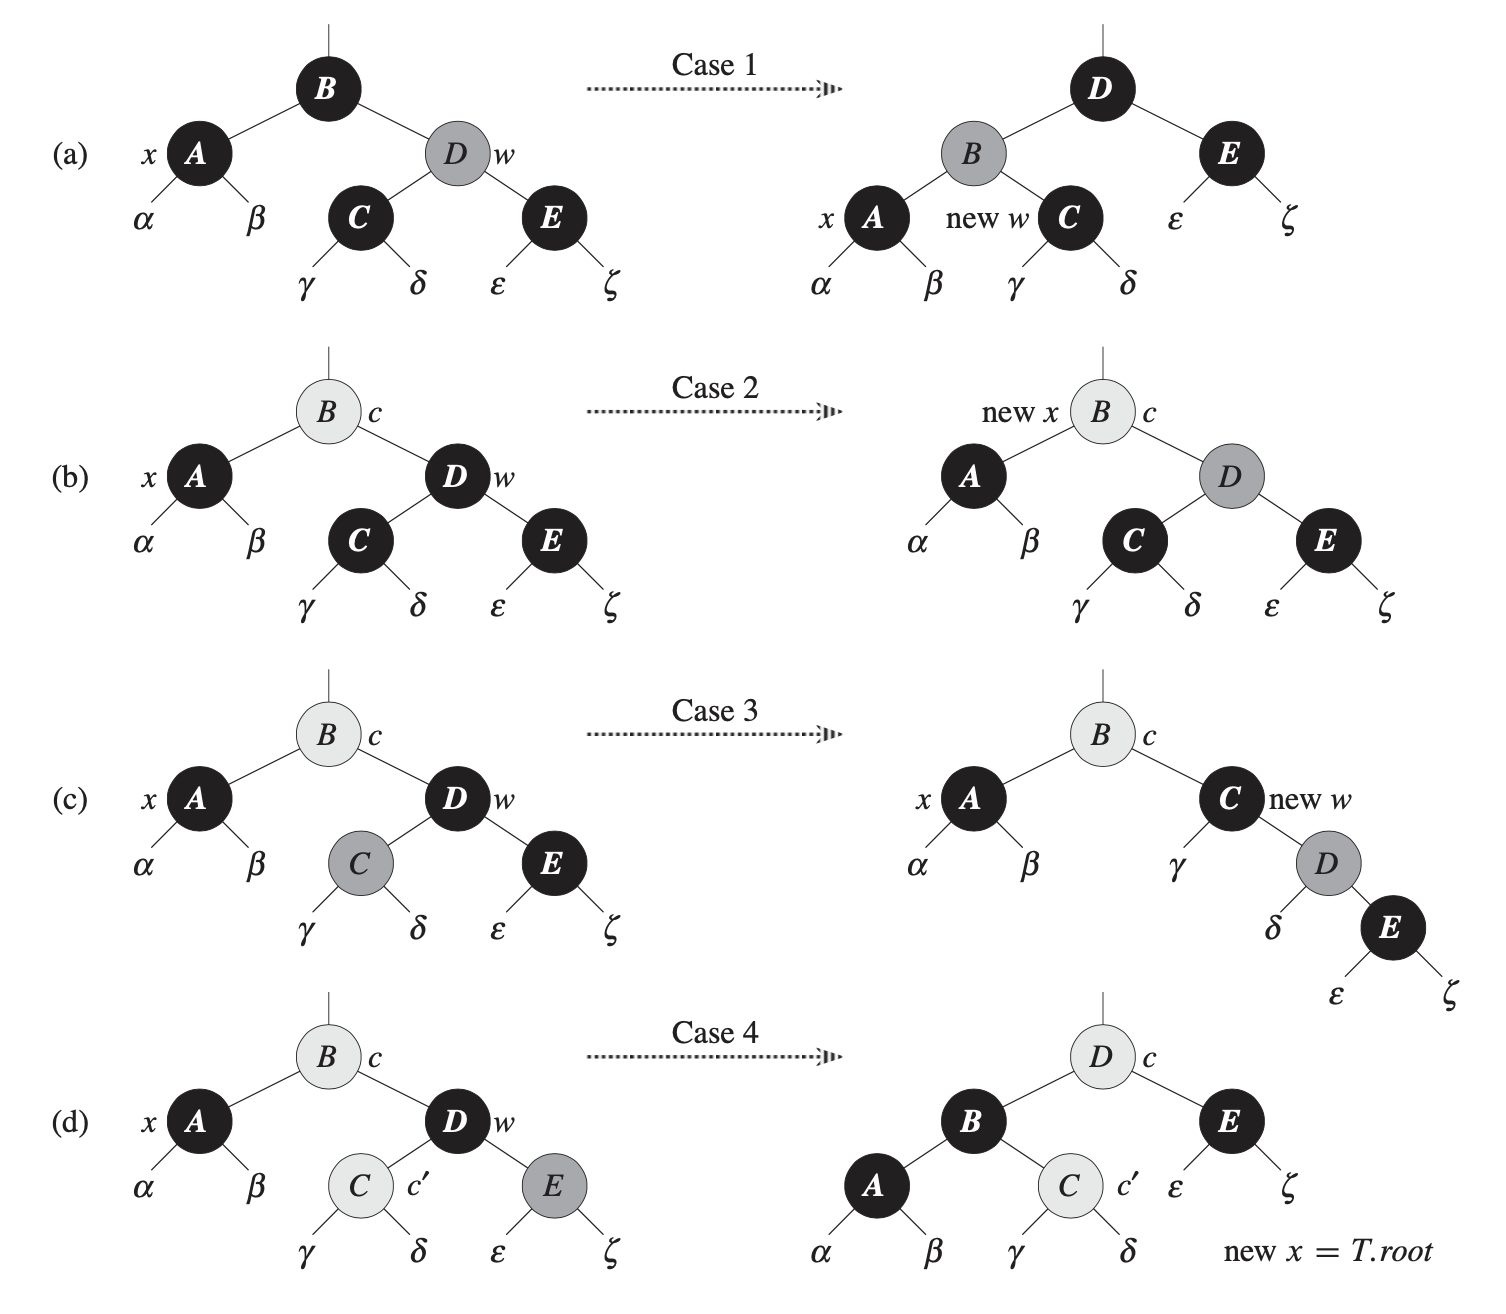 Case 1
B D
(a) x A D w B E
C E x A new w C ε ζ
α β
γ δ ε ζ α β γ δ
Case 2
B c new x B c
(b) x A D w A D
α β C E α β C E
γ δ ε ζ γ δ ε ζ
Case 3
B c B c
(c) x A D w x A C new w
α β C E α β γ D
γ δ ε ζ δ E
ε ζ
Case 4
B c D c
(d) x A D w B E
α β C c′ E A C c′ ε ζ
γ δ ε ζ α β γ δ new x = T.root